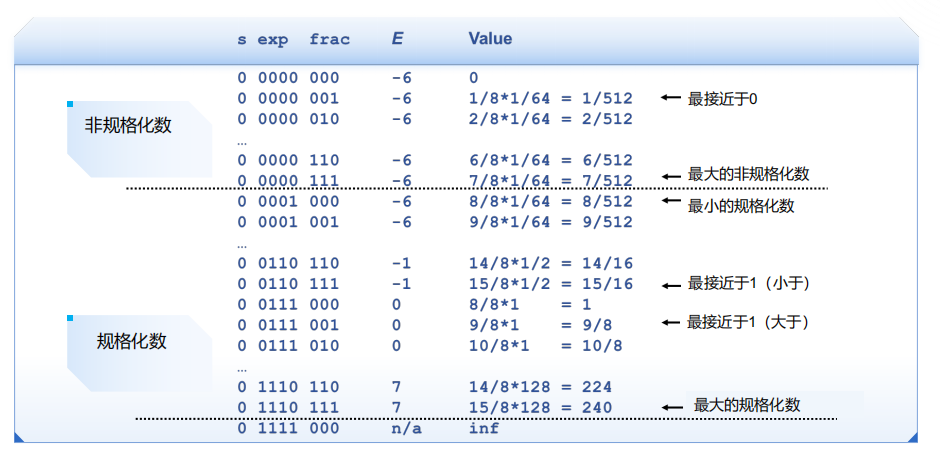 s exp frac E Value
0 0000 000 -6 0
0 0000 001 -6 1/8*1/64 = 1/512 ← 最接近于0
0 0000 010 -6 2/8*1/64 = 2/512
非规格化数
…
0 0000 110 -6 6/8*1/64 = 6/512
0 0000 111 -6 7/8*1/64 = 7/512 ← 最大的非规格化数
0 0001 000 -6 8/8*1/64 = 8/512 ← 最小的规格化数
0 0001 001 -6 9/8*1/64 = 9/512
…
0 0110 110 -1 14/8*1/2 = 14/16
0 0110 111 -1 15/8*1/2 = 15/16 ← 最接近于1（小于）
0 0111 000 0 8/8*1 = 1
0 0111 001 0 9/8*1 = 9/8 ← 最接近于1（大于）
规格化数
0 0111 010 0 10/8*1 = 10/8
…
0 1110 110 7 14/8*128 = 224
0 1110 111 7 15/8*128 = 240 ← 最大的规格化数
0 1111 000 n/a inf